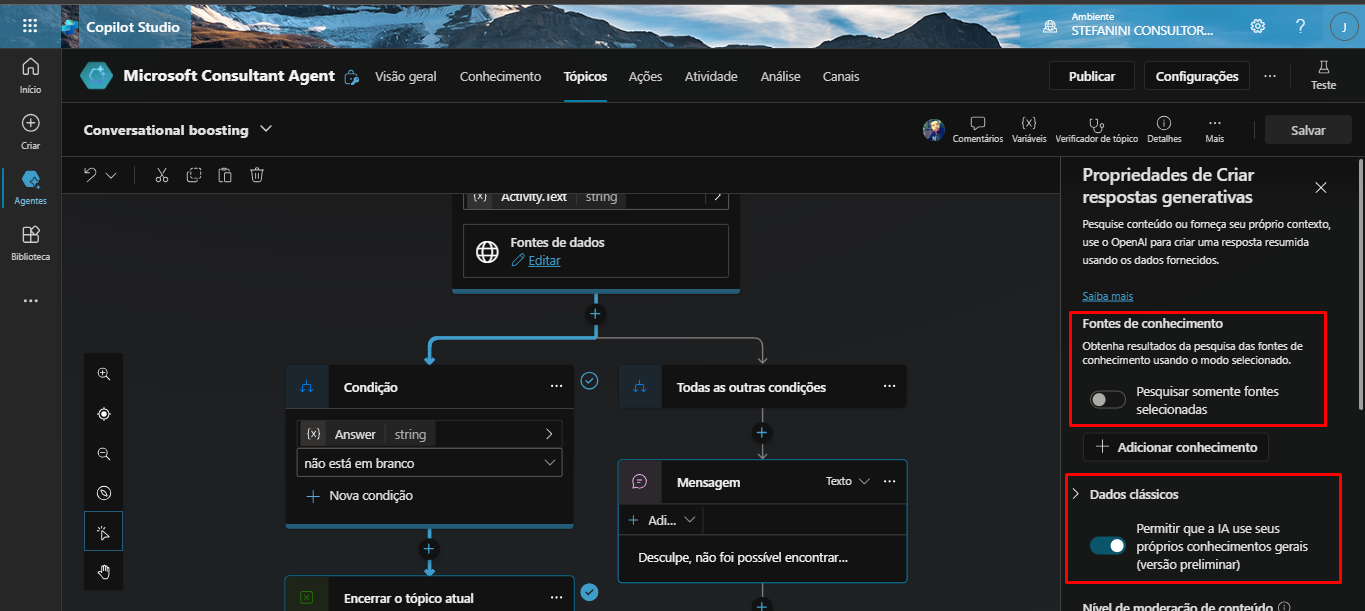 Copilot Studio
Ambiente
STEFANINI CONSULTOR...
?
J
Início
Criar
Agentes
Biblioteca
...
Microsoft Consultant Agent
Visão geral
Conhecimento
Tópicos
Ações
Atividade
Análise
Canais
Publicar
Configurações
...
Teste
Conversational boosting
Comentários
{x}
Variáveis
Verificador de tópico
Detalhes
...
Mais
Salvar
{x} Activity.Text string
Fontes de dados
Editar
Condição ...
{x} Answer string
não está em branco
Nova condição
Encerrar o tópico atual ...
Todas as outras condições ...
Mensagem Texto ...
Adi...
Desculpe, não foi possível encontrar...
Propriedades de Criar
respostas generativas
Pesquise conteúdo ou forneça seu próprio contexto,
use o OpenAI para criar uma resposta resumida
usando os dados fornecidos.
Saiba mais
Fontes de conhecimento
Obtenha resultados da pesquisa das fontes de
conhecimento usando o modo selecionado.
Pesquisar somente fontes
selecionadas
Adicionar conhecimento
Dados clássicos
Permitir que a IA use seus
próprios conhecimentos gerais
(versão preliminar)
Nível de moderação de conteúdo